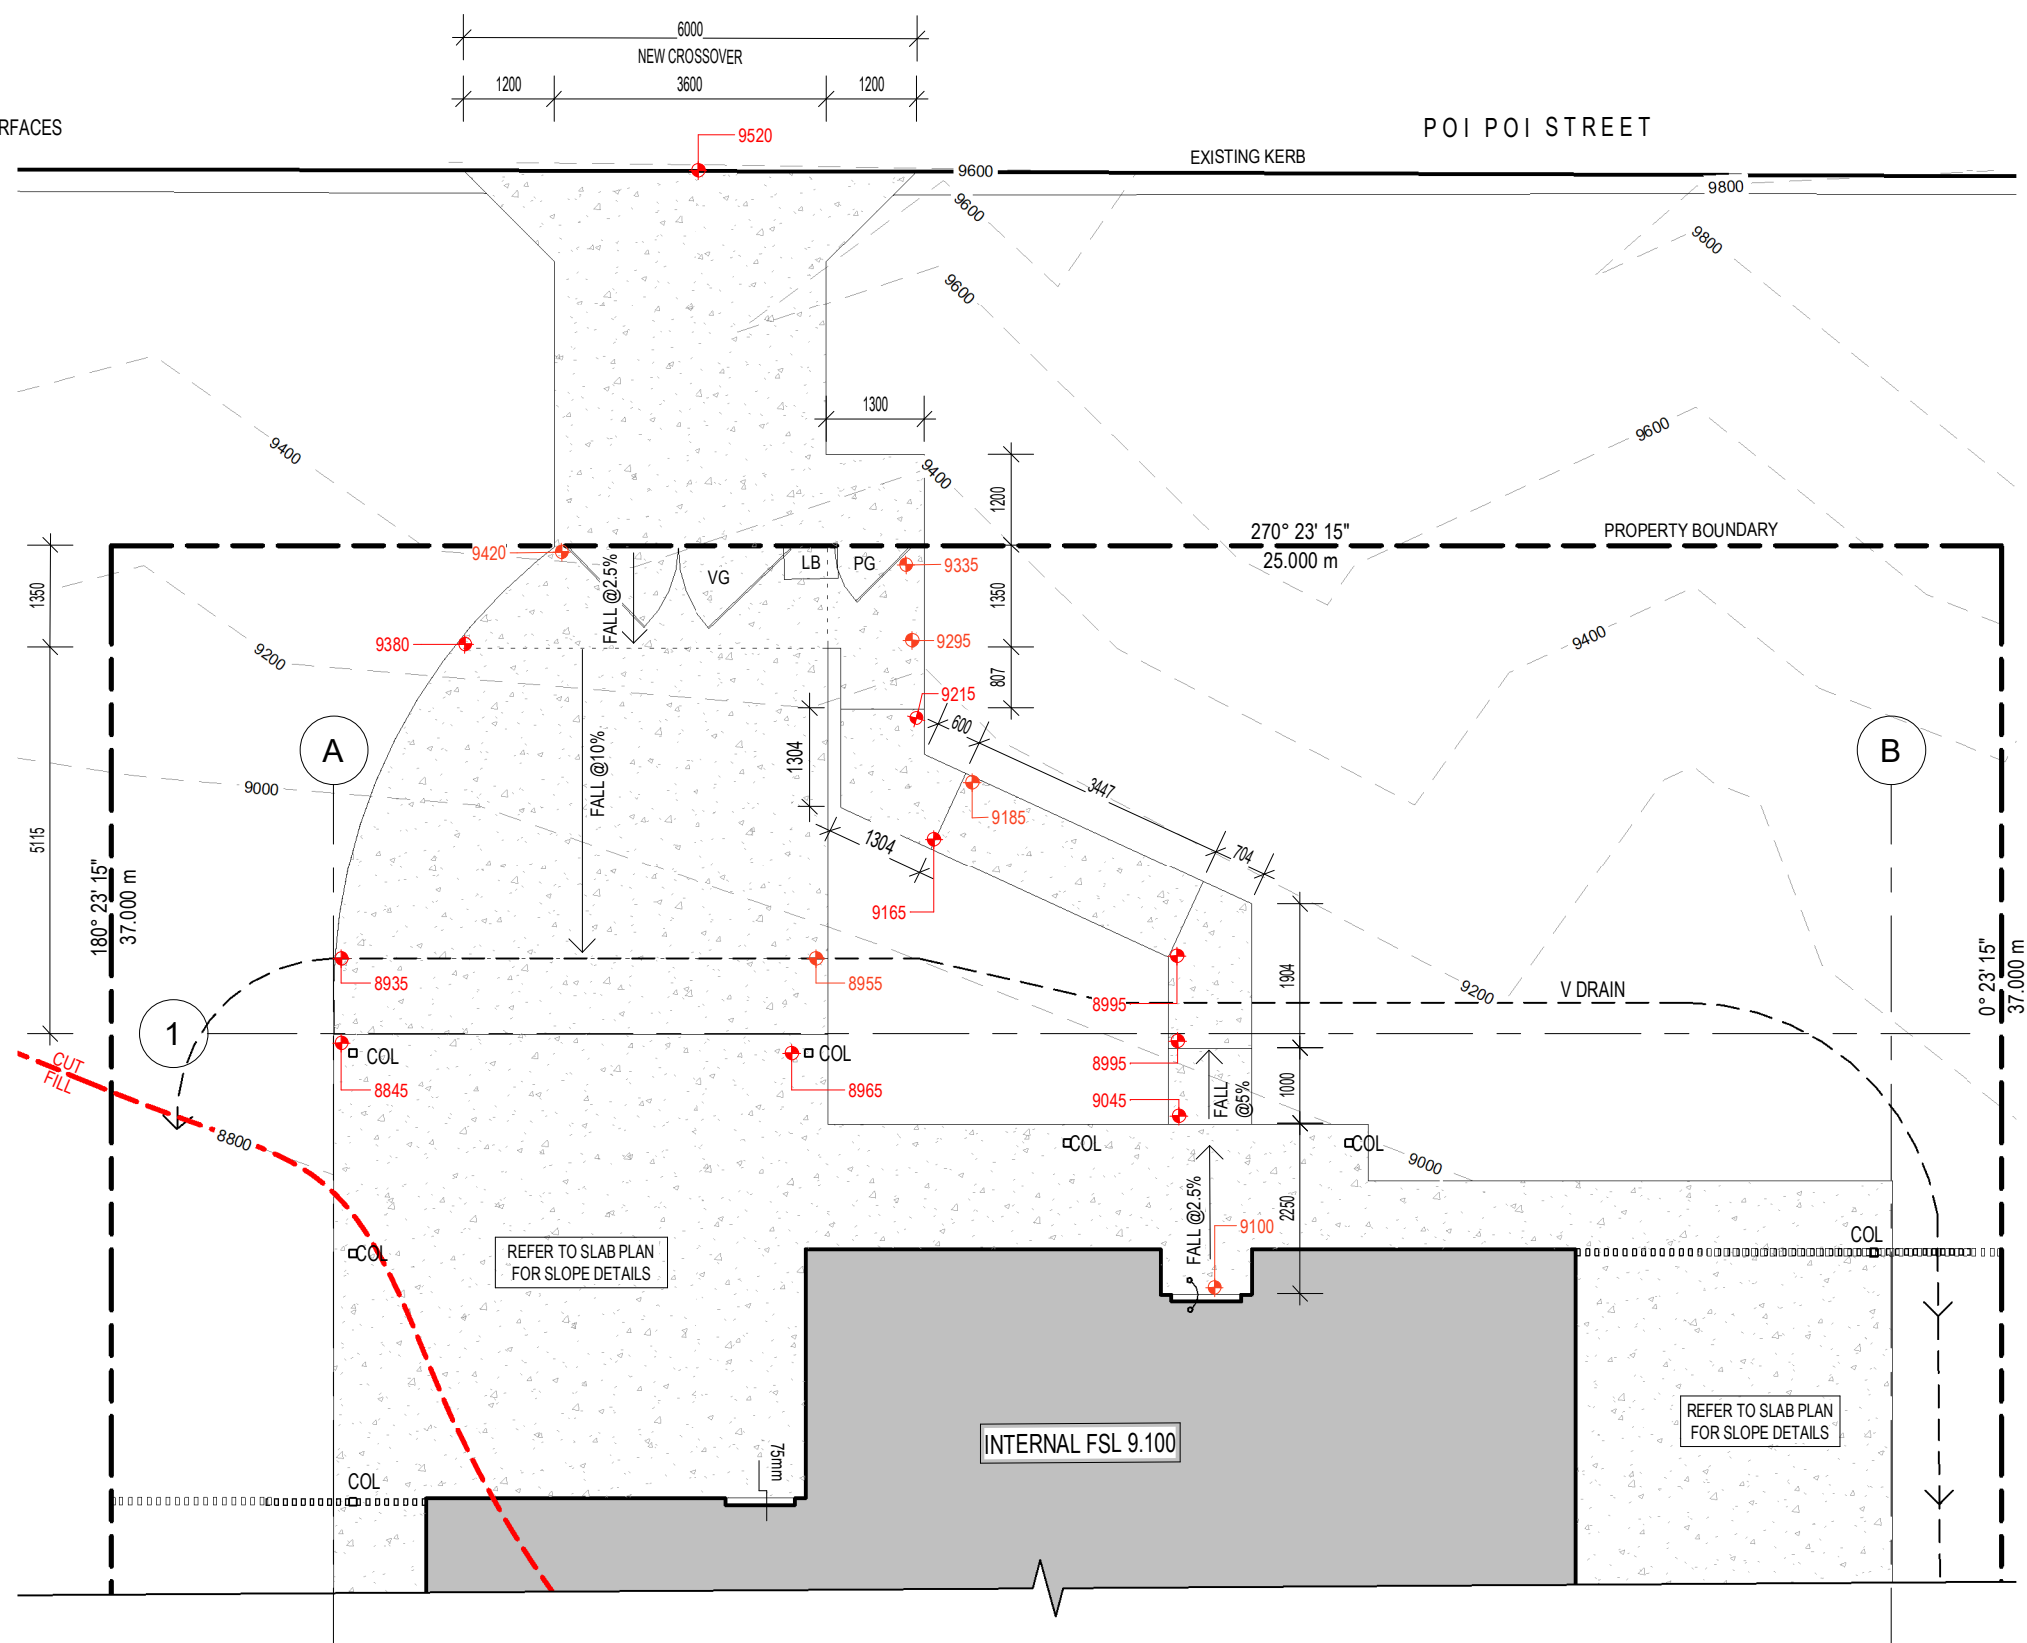 6000
NEW CROSSOVER
1200
3600
1200
RFACES
9520
POI POI STREET
EXISTING KERB
9600
9800
9600
9800
9600
1300
9400
9600
9400
1200
270° 23' 15"
25.000 m
PROPERTY BOUNDARY
9420
FALL @2.5%
VG
LB
PG
9335
1350
1350
9380
9295
9200
9400
807
9215
600
A
B
FALL @10%
1304
9000
3447
9185
5115
1304
704
9165
180° 23' 15"
37.000 m
8935
8955
8995
1904
9200
V DRAIN
0° 23' 15"
37.000 m
1
CUT
FILL
COL
COL
8845
8965
8995
9045
FALL
@5%
1000
8800
COL
COL
9000
FALL @2.5%
2250
9100
COL
COL
REFER TO SLAB PLAN
FOR SLOPE DETAILS
REFER TO SLAB PLAN
FOR SLOPE DETAILS
INTERNAL FSL 9.100
75mm
COL